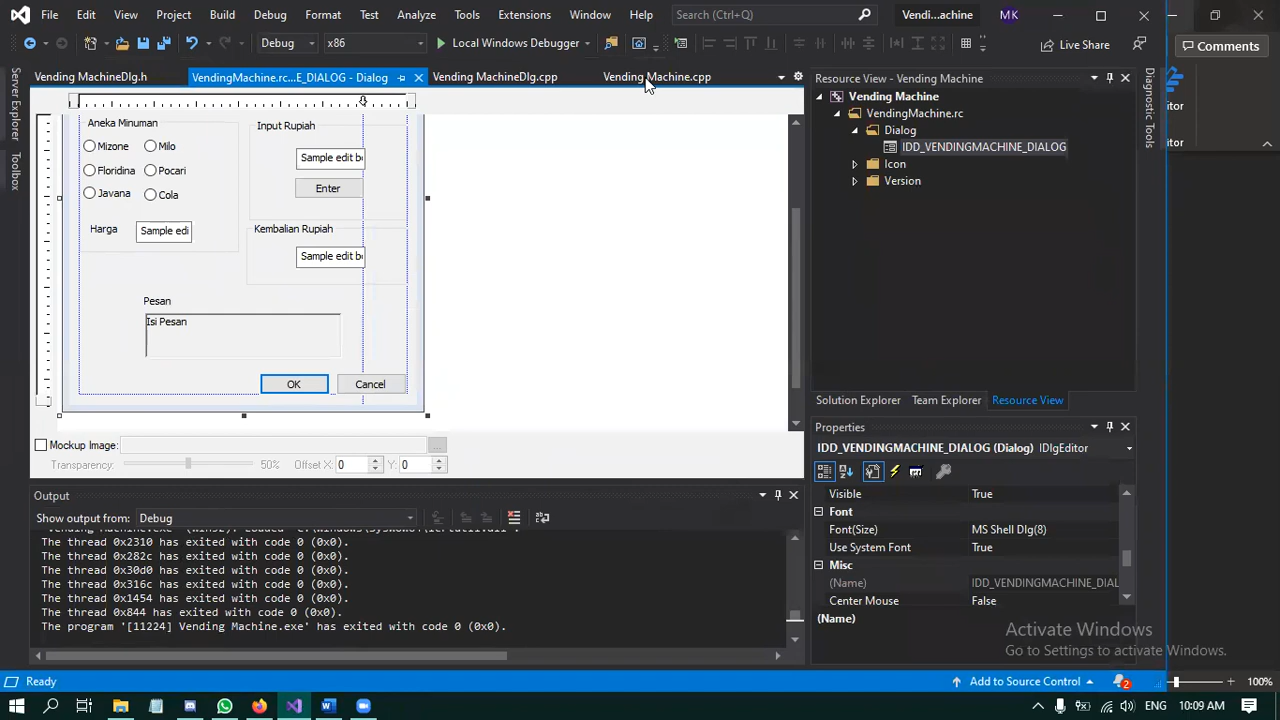 File Edit View Project Build Debug Format Test Analyze Tools Extensions Window Help Search (Ctrl+Q) Vendi...achine MK
Debug x86 Local Windows Debugger Live Share Comments
Vending MachineDlg.h VendingMachine.rc...E_DIALOG - Dialog Vending MachineDlg.cpp Vending Machine.cpp
Server Explorer
Toolbox
Aneka Minuman
Mizone Milo
Floridina Pocari
Javana Cola
Harga Sample edi
Input Rupiah
Sample edit b
Enter
Kembalian Rupiah
Sample edit b
Pesan
Isi Pesan
OK Cancel
Mockup Image:
Transparency: 50% Offset X: 0 Y: 0
Output
Show output from: Debug
The thread 0x2310 has exited with code 0 (0x0).
The thread 0x282c has exited with code 0 (0x0).
The thread 0x30d0 has exited with code 0 (0x0).
The thread 0x316c has exited with code 0 (0x0).
The thread 0x1454 has exited with code 0 (0x0).
The thread 0x844 has exited with code 0 (0x0).
The program '[11224] Vending Machine.exe' has exited with code 0 (0x0).
Resource View - Vending Machine
Vending Machine
VendingMachine.rc
Dialog
IDD_VENDINGMACHINE_DIALOG
Icon
Version
Solution Explorer Team Explorer Resource View
Properties
IDD_VENDINGMACHINE_DIALOG (Dialog) IDlgEditor
Visible True
Font
Font(Size) MS Shell Dlg(8)
Use System Font True
Misc
(Name) IDD_VENDINGMACHINE_DIAL
Center Mouse False
(Name)
Diagnostic Tools
itor
itor
Activate Windows
Go to Settings to activate Windows.
Ready Add to Source Control 2 100%
ENG 10:09 AM